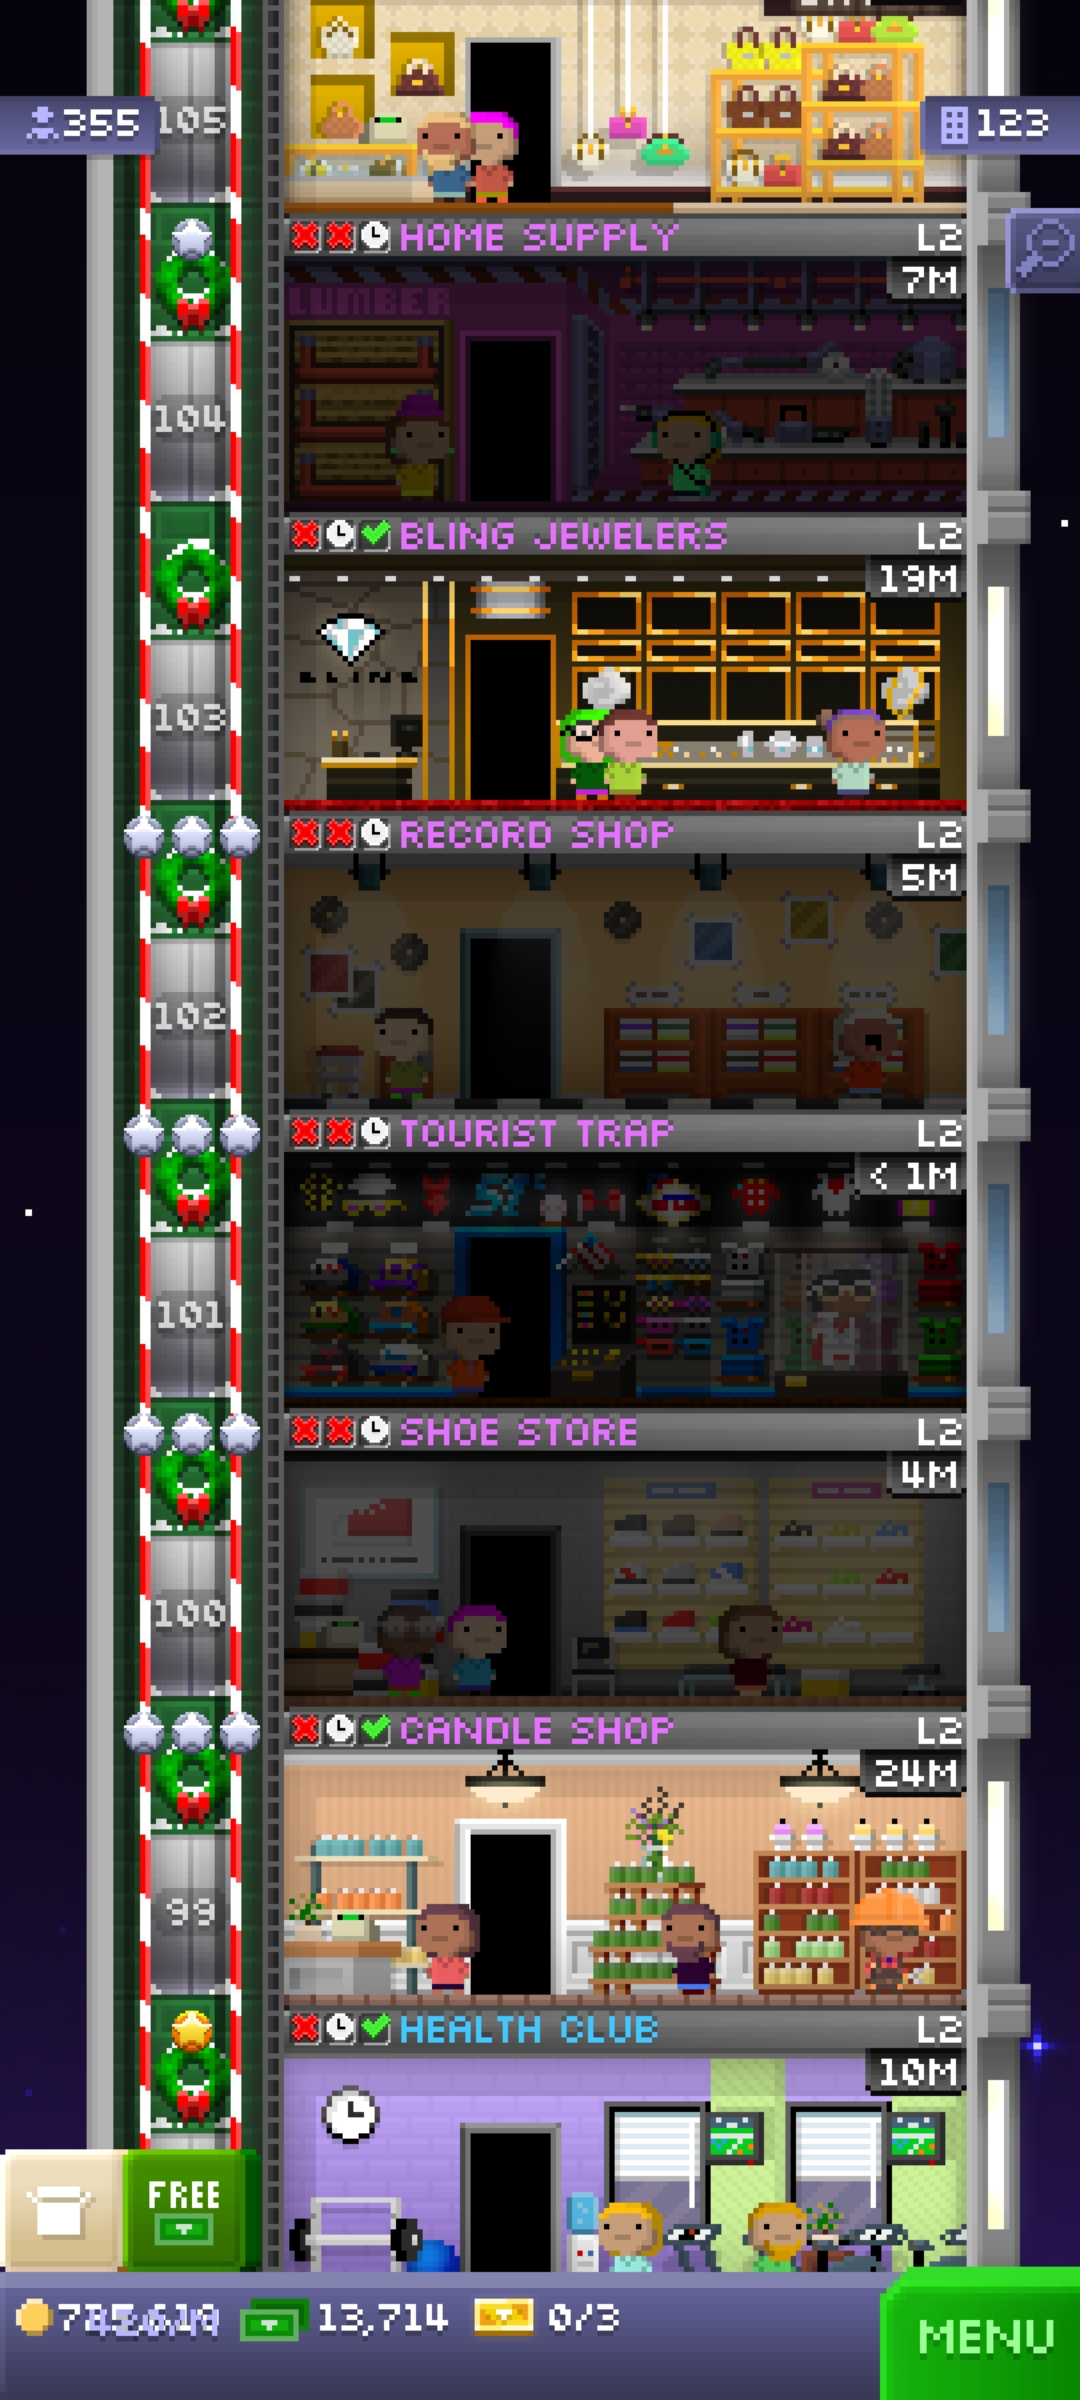 355
105
123
HOME SUPPLY L2
7M
LUMBER
104
BLING JEWELERS L2
19M
BLING
103
RECORD SHOP L2
5M
102
TOURIST TRAP L2
< 1M
101
SHOE STORE L2
4M
100
CANDLE SHOP L2
24M
99
HEALTH CLUB L2
10M
FREE
13,714
0/3
MENU